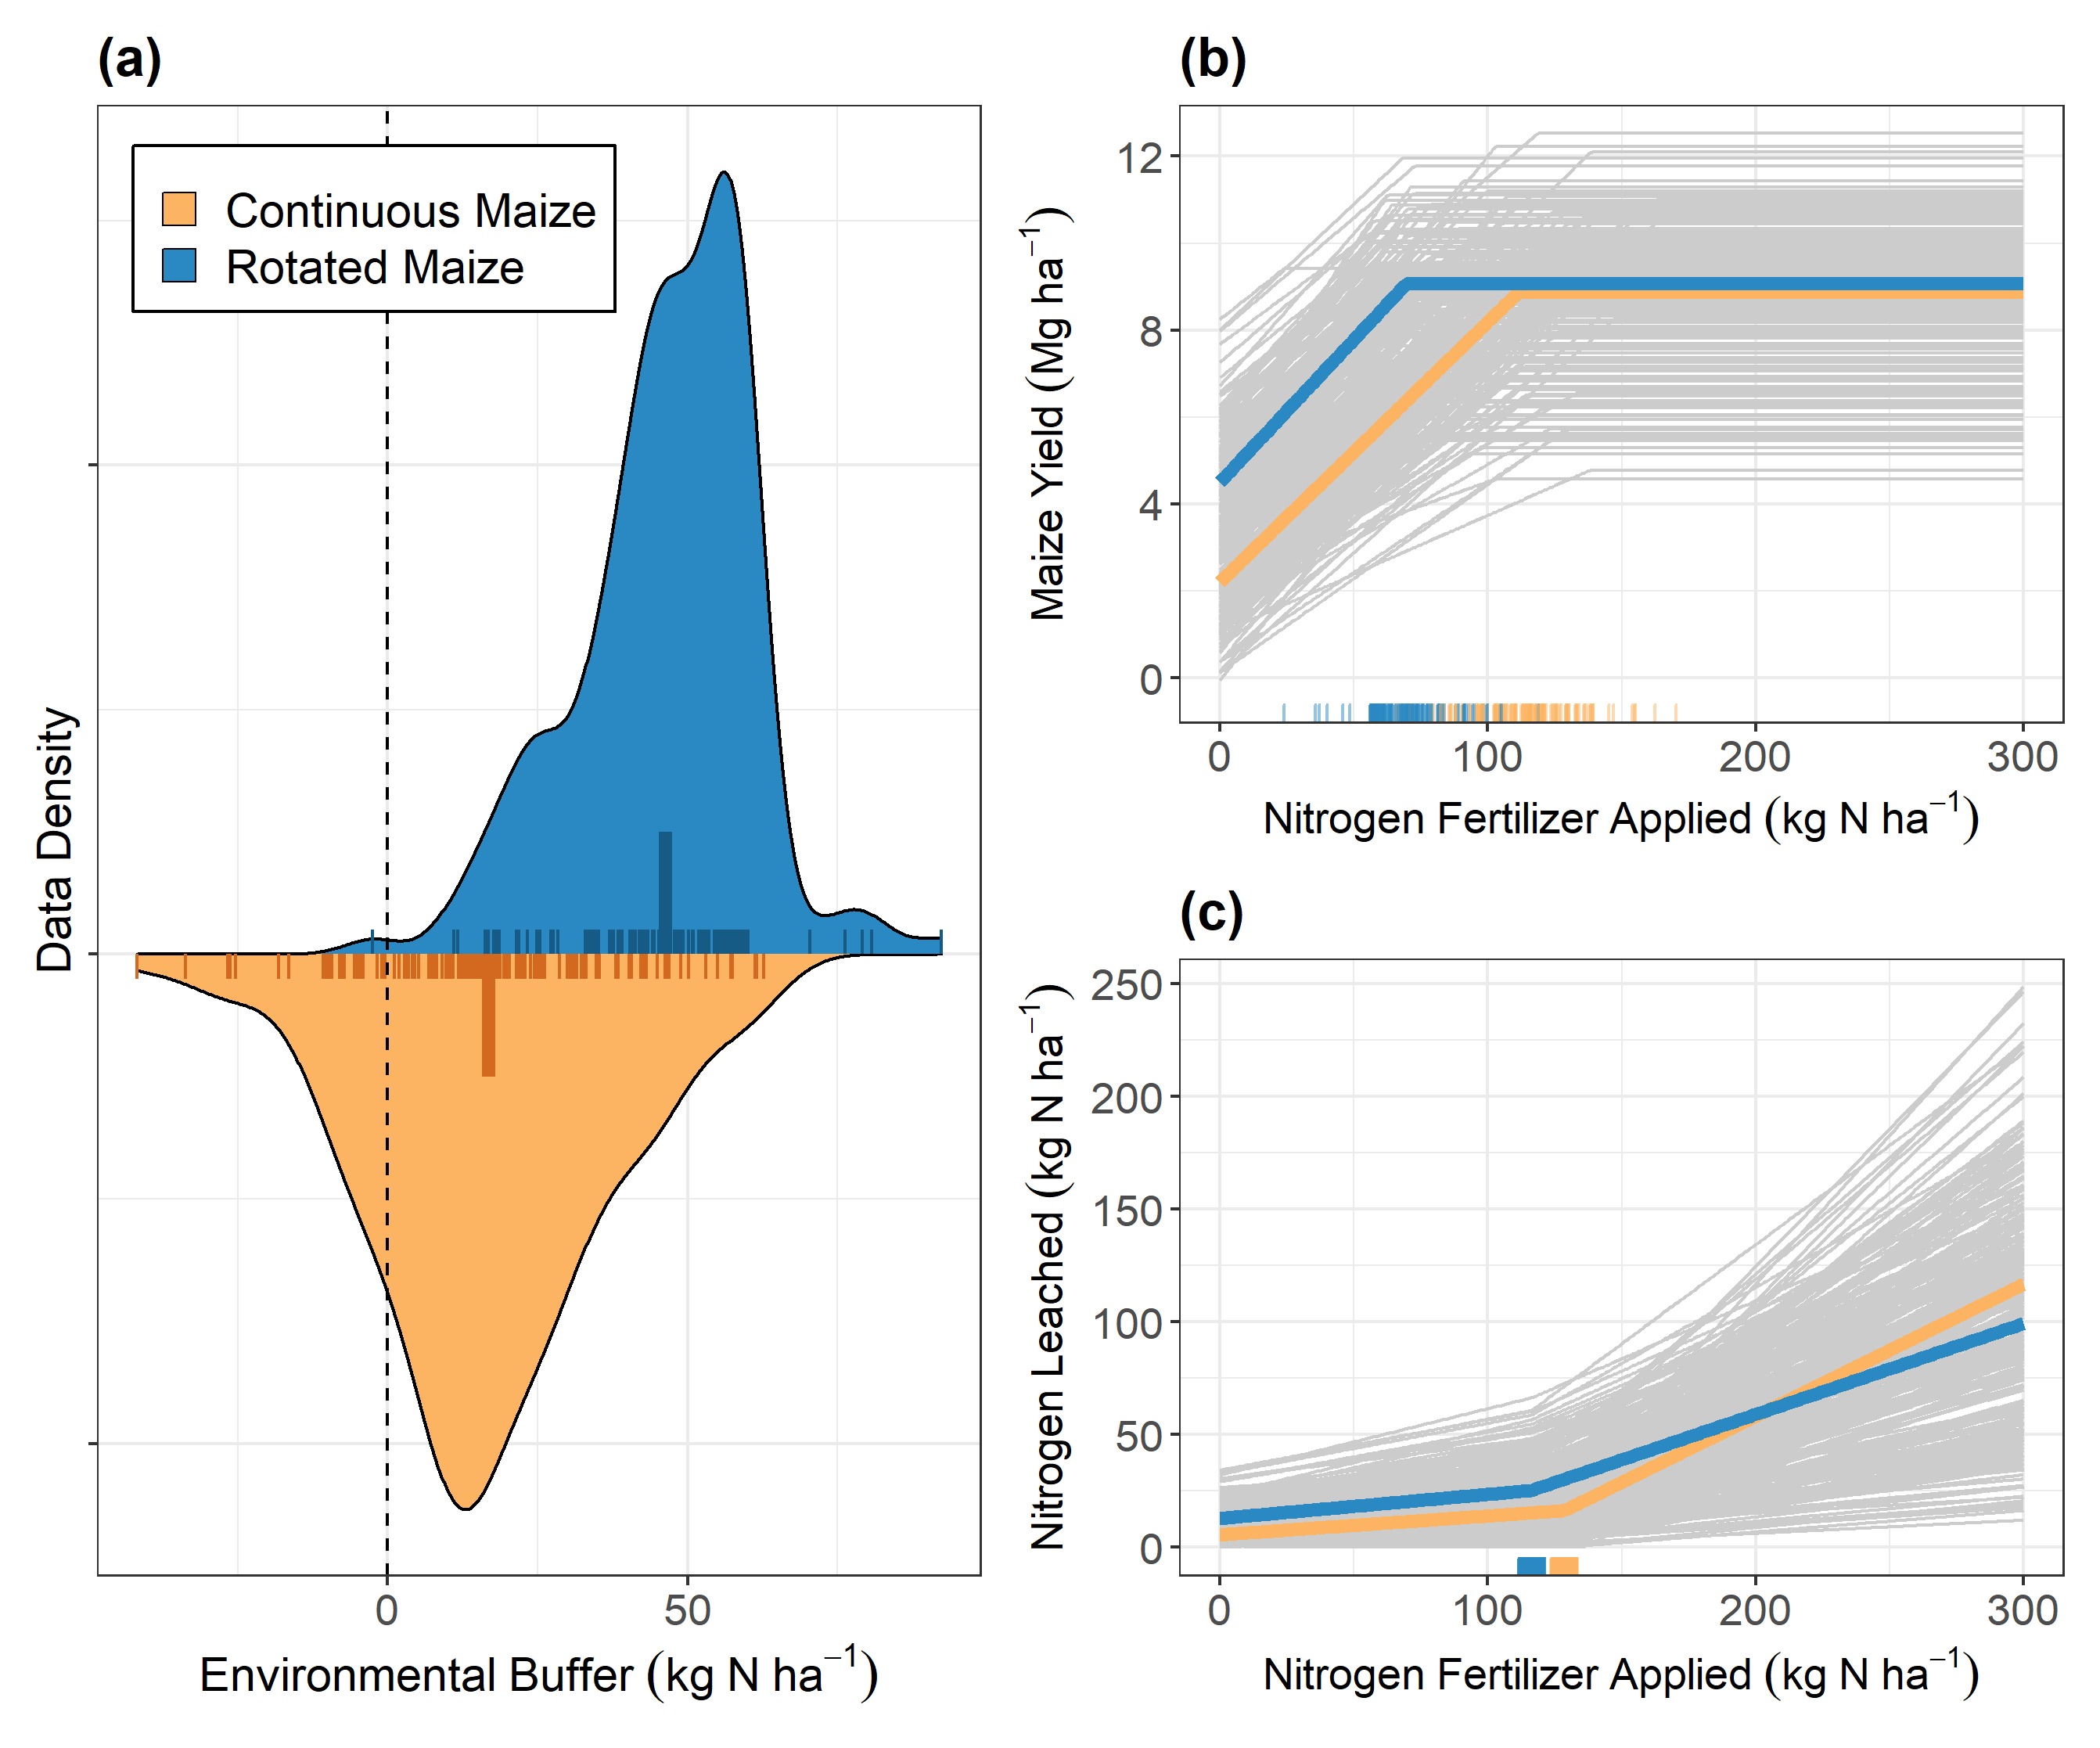 (a)
Continuous Maize
Rotated Maize
Data Density
0 50
Environmental Buffer (kg N ha⁻¹)
(b)
Maize Yield (Mg ha⁻¹)
12
8
4
0
0 100 200 300
Nitrogen Fertilizer Applied (kg N ha⁻¹)
(c)
Nitrogen Leached (kg N ha⁻¹)
250
200
150
100
50
0
0 100 200 300
Nitrogen Fertilizer Applied (kg N ha⁻¹)